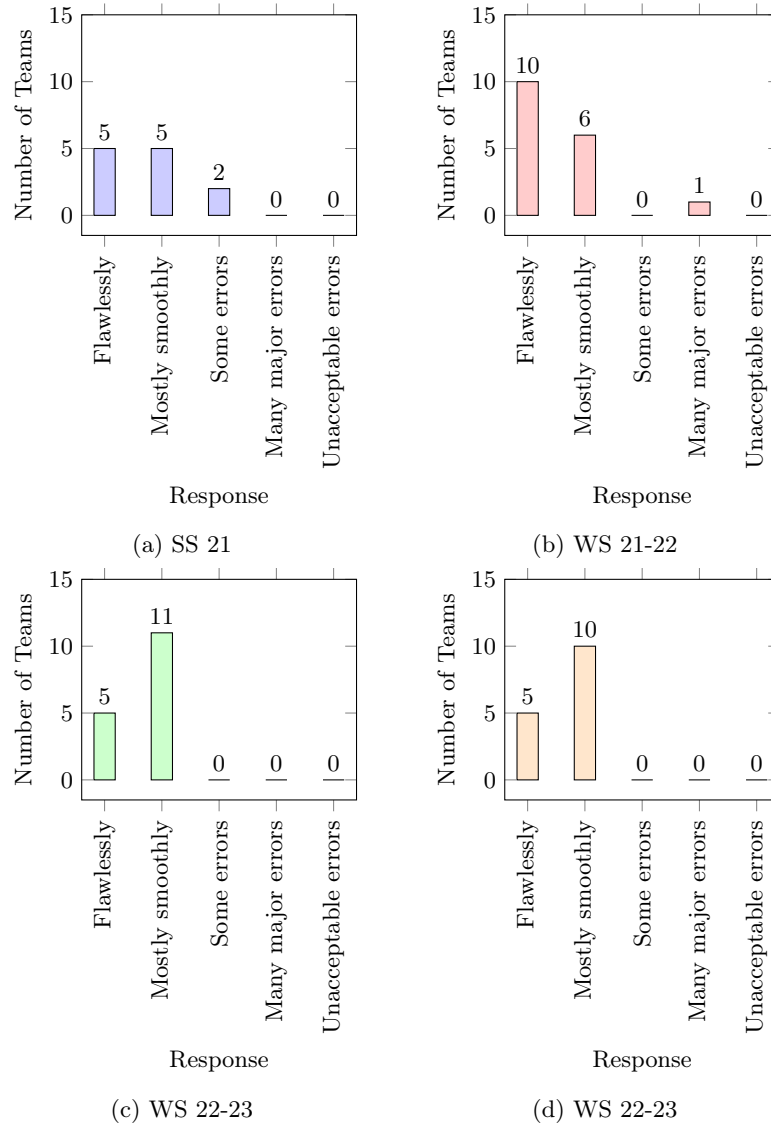 15
10
5
0
Number of Teams
5
5
2
0
0
Flawlessly
Mostly smoothly
Some errors
Many major errors
Unacceptable errors
Response
(a) SS 21
15
10
5
0
Number of Teams
10
6
0
1
0
Flawlessly
Mostly smoothly
Some errors
Many major errors
Unacceptable errors
Response
(b) WS 21-22
15
10
5
0
Number of Teams
5
11
0
0
0
Flawlessly
Mostly smoothly
Some errors
Many major errors
Unacceptable errors
Response
(c) WS 22-23
15
10
5
0
Number of Teams
5
10
0
0
0
Flawlessly
Mostly smoothly
Some errors
Many major errors
Unacceptable errors
Response
(d) WS 22-23